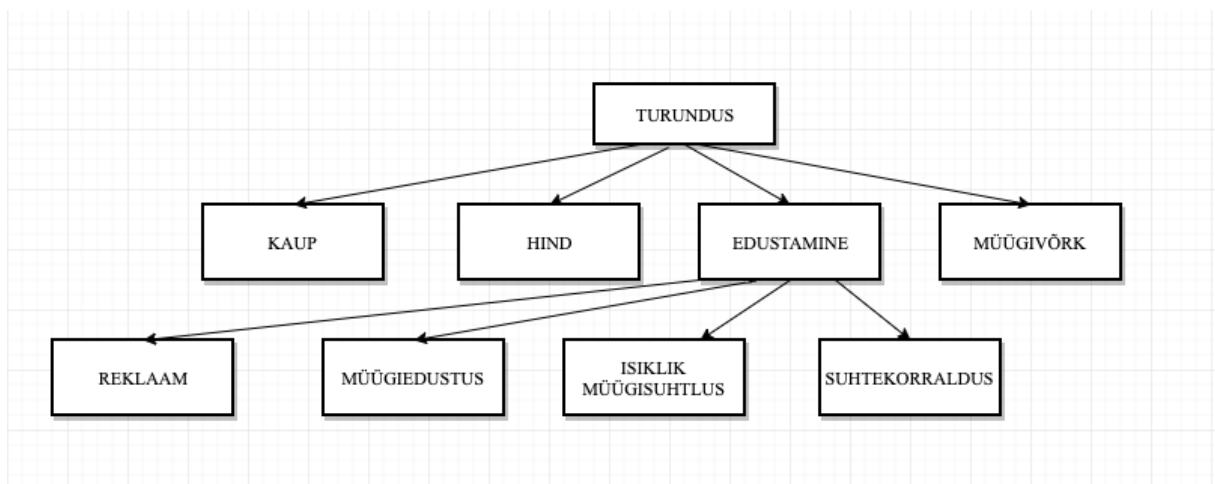 TURUNDUS
KAUP
HIND
EDUSTAMINE
MÜÜGIVÕRK
REKLAAM
MÜÜGIEDUSTUS
ISIKLIK
MÜÜGISUHTLUS
SUHTEKORRALDUS